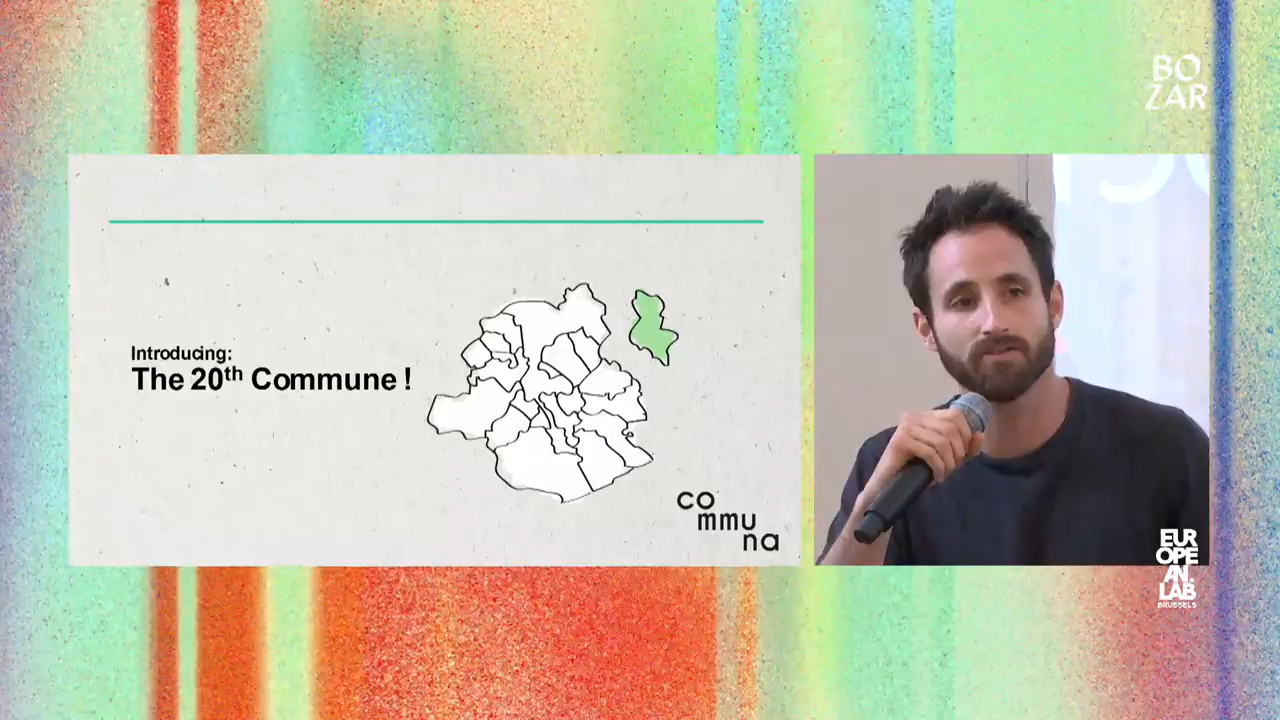 BO
ZAR
Introducing:
The 20th Commune !
co
mmu
na
EUR
OPE
AN.
LAB
BRUSSELS